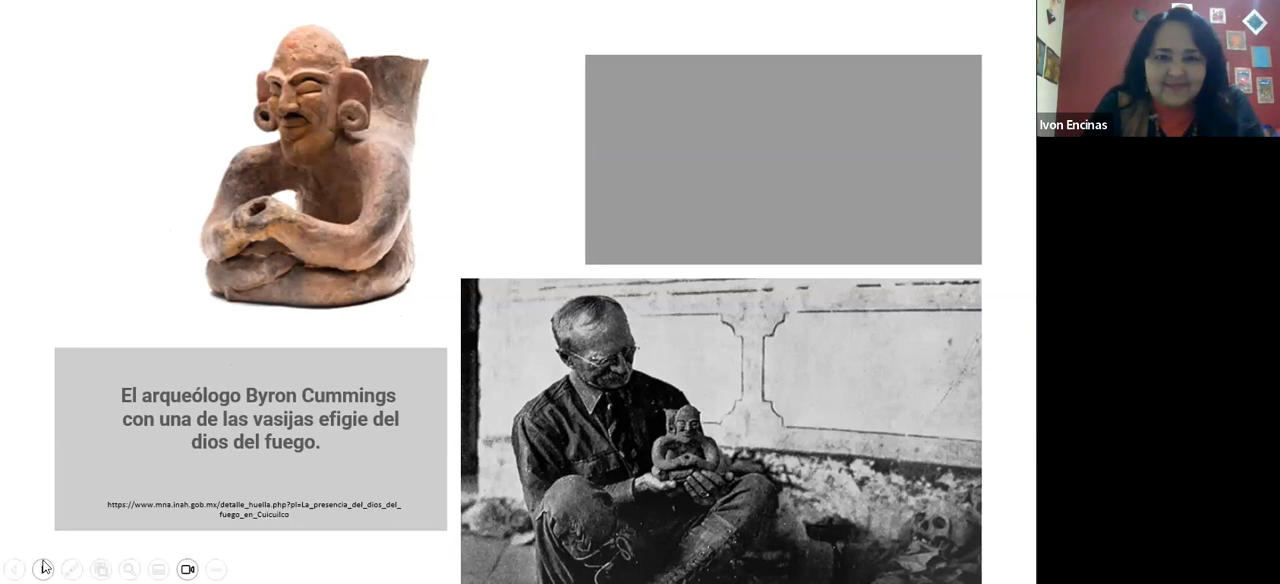 Ivon Encinas
El arqueólogo Byron Cummings
con una de las vasijas efigie del
dios del fuego.
https://www.mna.inah.gob.mx/detalle_huella.php?pl=La_presencia_del_dios_del_
fuego_en_Cuicuilco